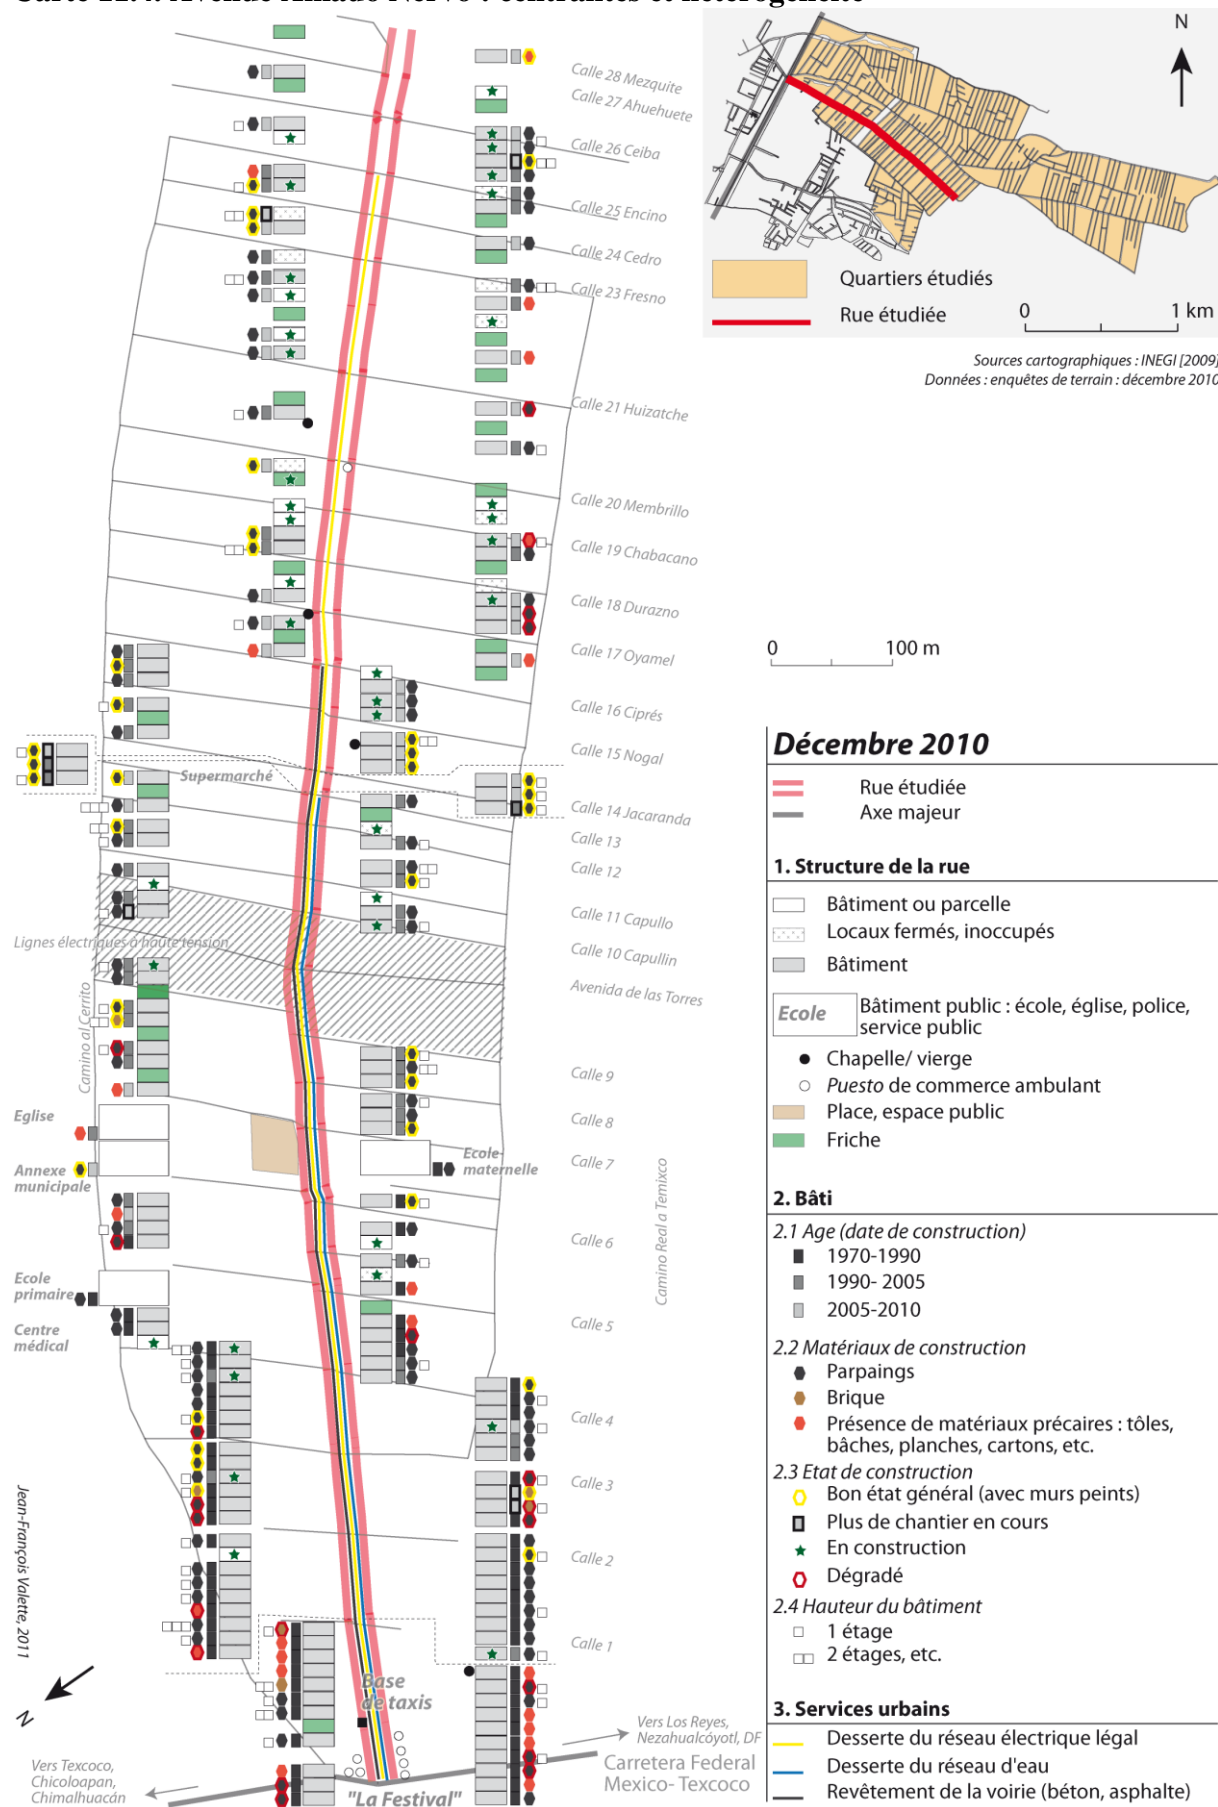 Carte 11.4. Avenue Amado Nervo : centralités et hétérogénéité
N
Quartiers étudiés
Rue étudiée
0
1 km
Sources cartographiques : INEGI [2009]
Données : enquêtes de terrain : décembre 2010
Calle 28 Mezquite
Calle 27 Ahuehuete
Calle 26 Ceiba
Calle 25 Encino
Calle 24 Cedro
Calle 23 Fresno
Calle 21 Huizatche
Calle 20 Membrillo
Calle 19 Chabacano
Calle 18 Durazno
Calle 17 Oyamel
Calle 16 Ciprés
Calle 15 Nogal
Calle 14 Jacaranda
Calle 13
Calle 12
Calle 11 Capullo
Calle 10 Capullin
Avenida de las Torres
Calle 9
Calle 8
Calle 7
Calle 6
Calle 5
Calle 4
Calle 3
Calle 2
Calle 1
Supermarché
Lignes électriques à haute tension
Camino al Cerrito
Camino Real a Temixco
Eglise
Annexe
municipale
Ecole
maternelle
Ecole
primaire
Centre
médical
Jean-François Valette, 2011
N
Base
de taxis
Vers Texcoco,
Chicoloapan,
Chimalhuacán
"La Festival"
Vers Los Reyes,
Nezahualcóyotl, DF
Carretera Federal
Mexico- Texcoco
0
100 m
Décembre 2010
Rue étudiée
Axe majeur
1. Structure de la rue
Bâtiment ou parcelle
Locaux fermés, inoccupés
Bâtiment
Ecole
Bâtiment public : école, église, police,
service public
Chapelle/ vierge
Puesto de commerce ambulant
Place, espace public
Friche
2. Bâti
2.1 Age (date de construction)
1970-1990
1990- 2005
2005-2010
2.2 Matériaux de construction
Parpaings
Brique
Présence de matériaux précaires : tôles,
bâches, planches, cartons, etc.
2.3 Etat de construction
Bon état général (avec murs peints)
Plus de chantier en cours
En construction
Dégradé
2.4 Hauteur du bâtiment
1 étage
2 étages, etc.
3. Services urbains
Desserte du réseau électrique légal
Desserte du réseau d'eau
Revêtement de la voirie (béton, asphalte)